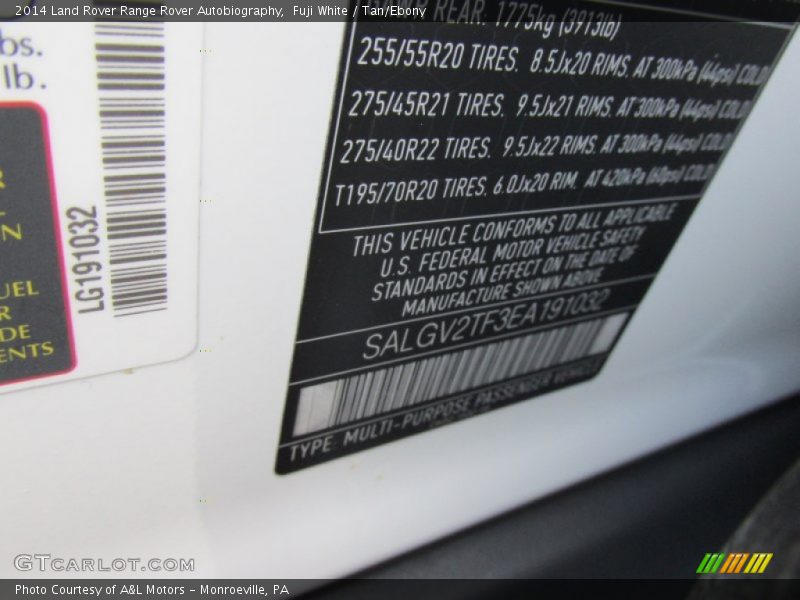 2014 Land Rover Range Rover Autobiography, Fuji White / Tan/Ebony
REAR. 1775kg (3913lb)
255/55R20 TIRES. 8.5Jx20 RIMS. AT 300kPa (44psi) COLD
275/45R21 TIRES. 9.5Jx21 RIMS. AT 300kPa (44psi) COLD
275/40R22 TIRES. 9.5Jx22 RIMS. AT 300kPa (44psi) COLD
T195/70R20 TIRES. 6.0Jx20 RIM. AT 420kPa (60psi) COLD
THIS VEHICLE CONFORMS TO ALL APPLICABLE
U.S. FEDERAL MOTOR VEHICLE SAFETY
STANDARDS IN EFFECT ON THE DATE OF
MANUFACTURE SHOWN ABOVE
SALGV2TF3EA191032
TYPE. MULTI-PURPOSE PASSENGER VEHICLE
lb.
LG191032
GTCARLOT.COM
Photo Courtesy of A&L Motors - Monroeville, PA